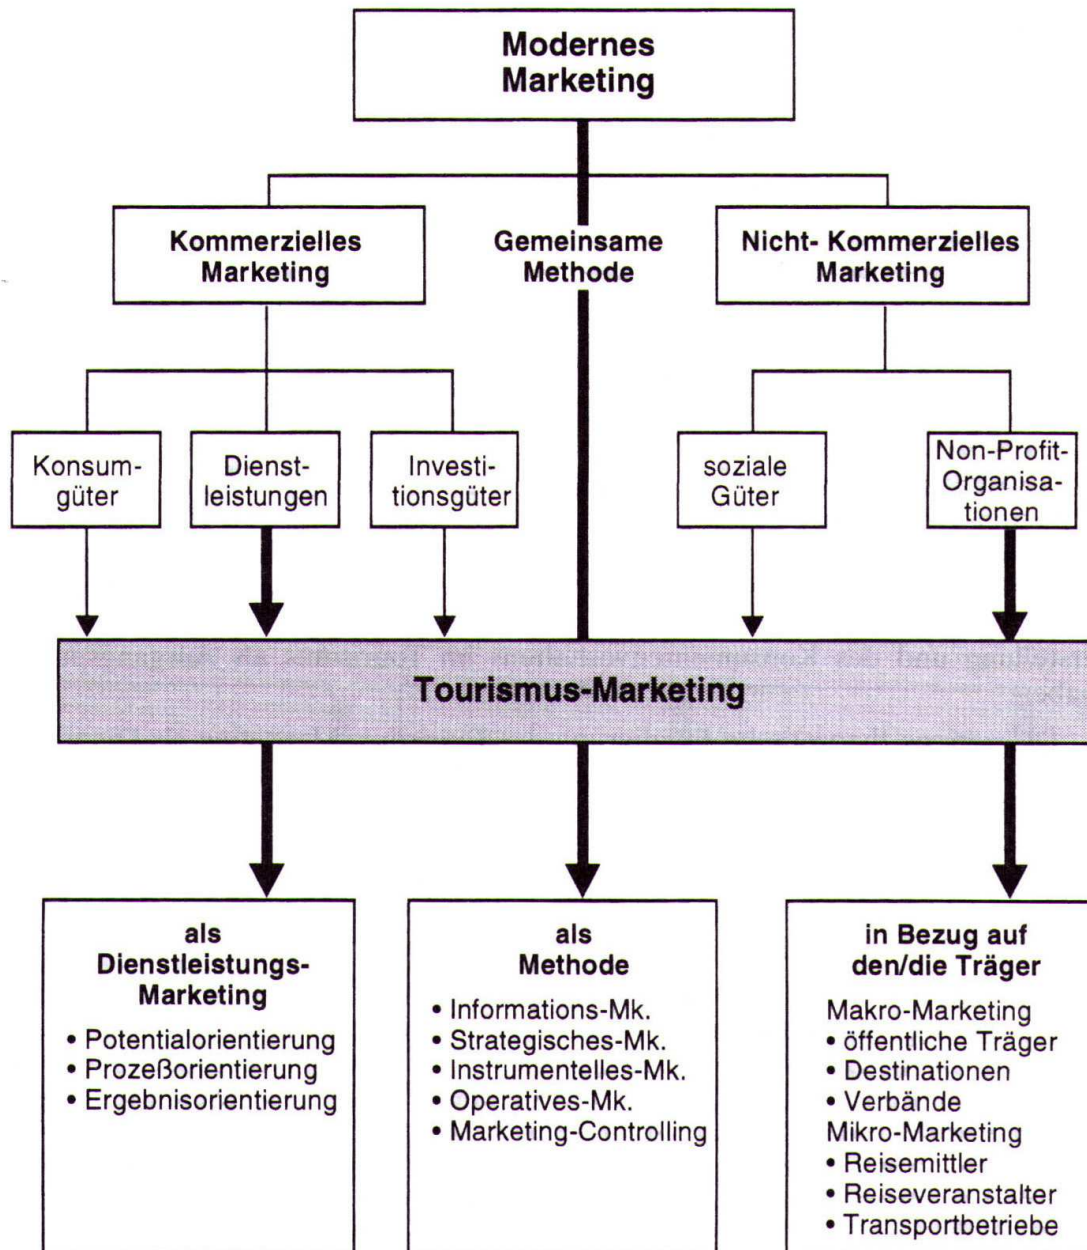 Modernes
Marketing
Kommerzielles
Marketing
Gemeinsame
Methode
Nicht- Kommerzielles
Marketing
Konsum-
güter
Dienst-
leistungen
Investi-
tionsgüter
soziale
Güter
Non-Profit-
Organisa-
tionen
Tourismus-Marketing
als
Dienstleistungs-
Marketing
• Potentialorientierung
• Prozeßorientierung
• Ergebnisorientierung
als
Methode
• Informations-Mk.
• Strategisches-Mk.
• Instrumentelles-Mk.
• Operatives-Mk.
• Marketing-Controlling
in Bezug auf
den/die Träger
Makro-Marketing
• öffentliche Träger
• Destinationen
• Verbände
Mikro-Marketing
• Reisemittler
• Reiseveranstalter
• Transportbetriebe